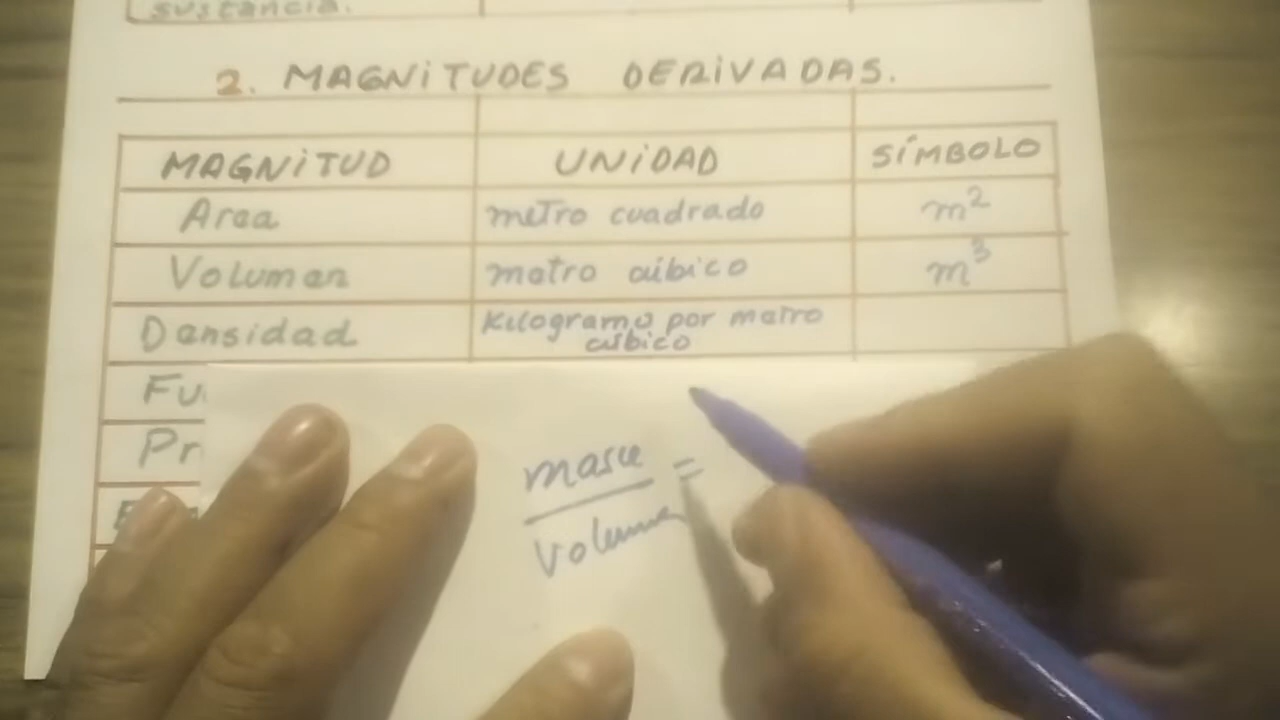 sustancia.
2. MAGNiTUDES DERiVADAS.
MAGNiTUD UNiDAD SÍMBOLO
Area metro cuadrado m²
Volumen metro cúbico m³
Densidad Kilogramo por metro cúbico
Fu
Pr
masa =
volumen